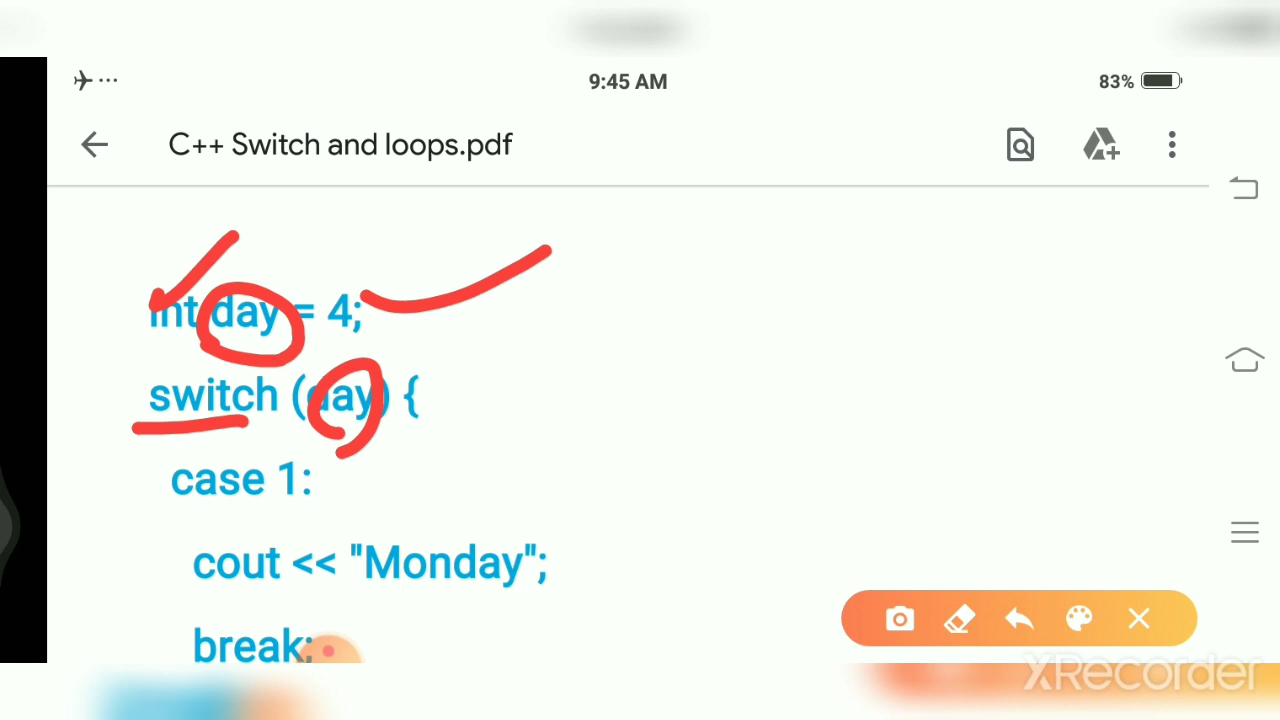 9:45 AM
83%
C++ Switch and loops.pdf
int day = 4;
switch (day) {
case 1:
cout << "Monday";
break;
XRecorder